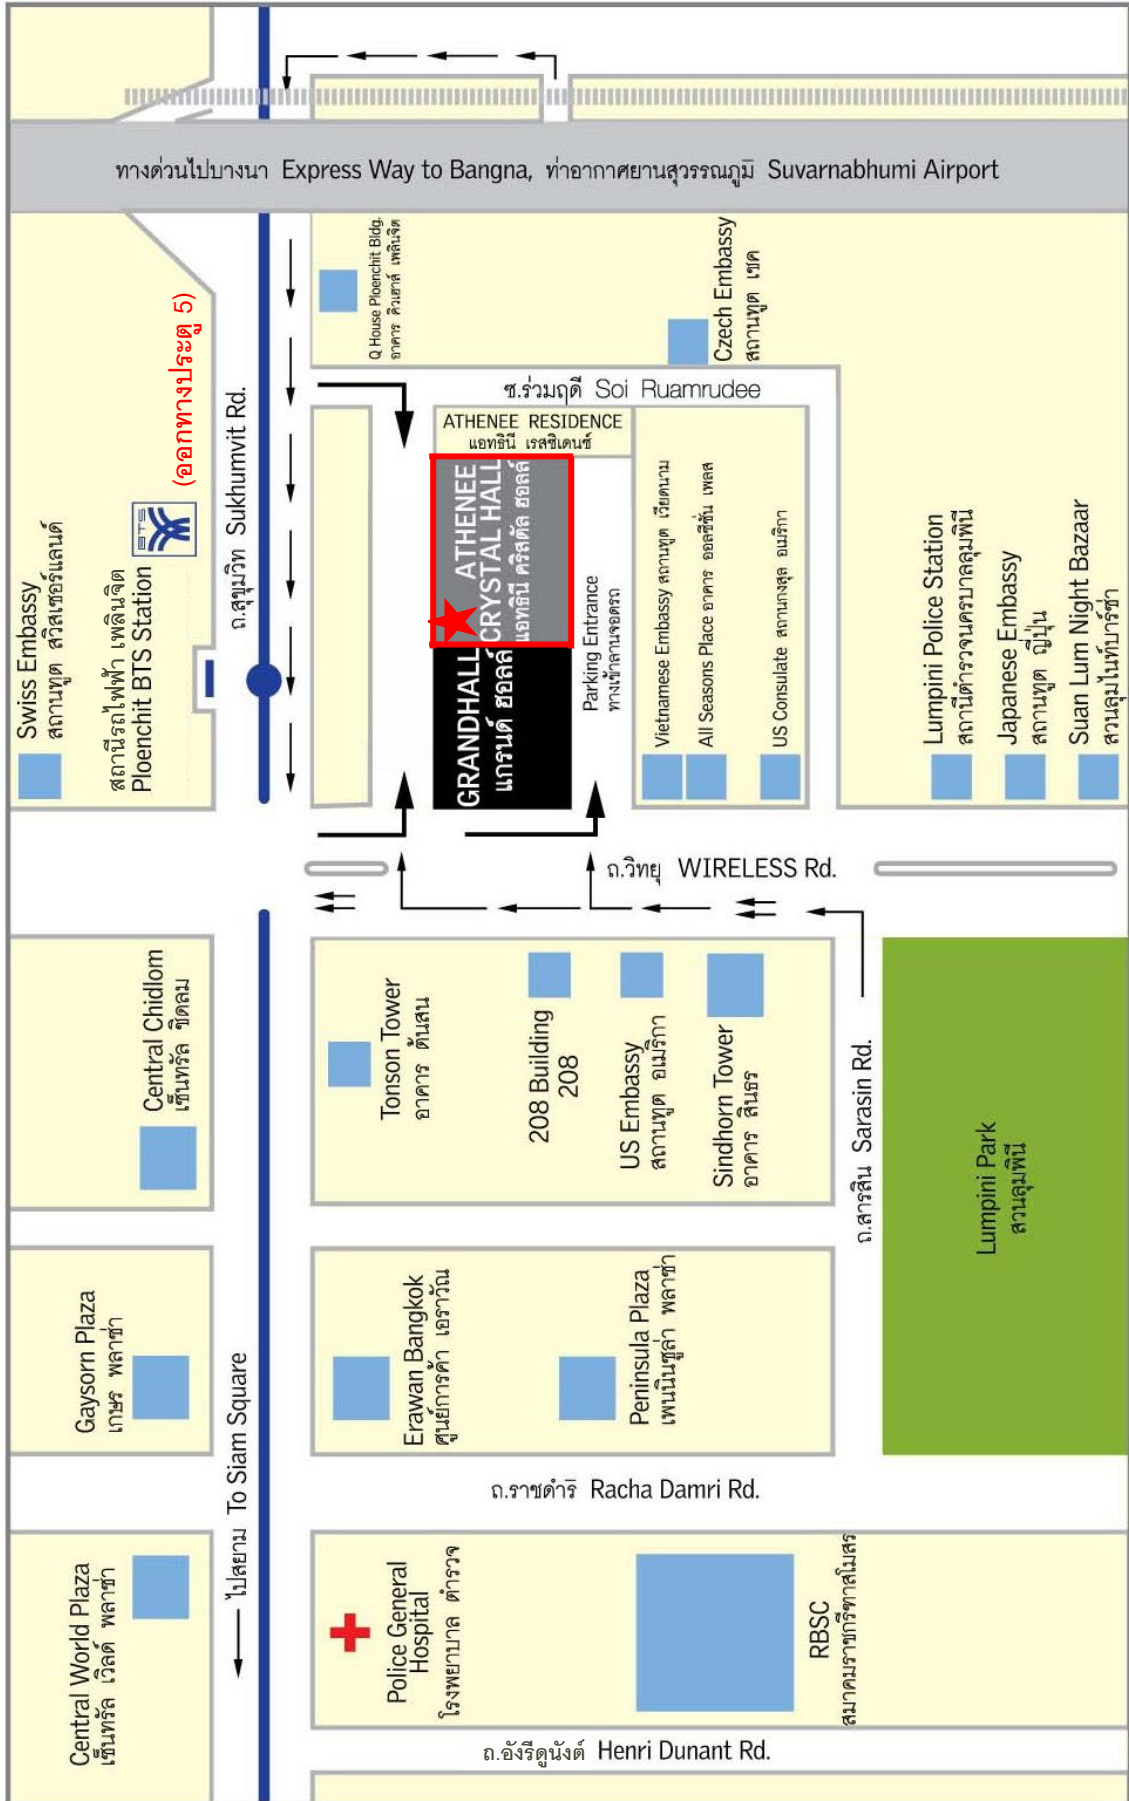 ทางด่วนไปบางนา Express Way to Bangna, ท่าอากาศยานสุวรรณภูมิ Suvarnabhumi Airport
Swiss Embassy
สถานทูต สวิสเซอร์แลนด์
สถานีรถไฟฟ้า เพลินจิต
Ploenchit BTS Station
BTS
(ออกทางประตู 5)
ถ.สุขุมวิท Sukhumvit Rd.
Q House Ploenchit Bldg.
อาคาร คิวเฮาส์ เพลินจิต
Czech Embassy
สถานทูต เชค
ซ.ร่วมฤดี Soi Ruamrudee
ATHENEE RESIDENCE
แอทธินี เรสซิเดนซ์
ATHENEE
CRYSTAL HALL
แอทธินี คริสตัล ฮอลล์
GRANDHALL
แกรนด์ ฮอลล์
Parking Entrance
ทางเข้าลานจอดรถ
Vietnamese Embassy สถานทูต เวียดนาม
All Seasons Place อาคาร ออลซีซั่น เพลส
US Consulate สถานกงสุล อเมริกา
Lumpini Police Station
สถานีตำรวจนครบาลลุมพินี
Japanese Embassy
สถานทูต ญี่ปุ่น
Suan Lum Night Bazaar
สวนลุมไนท์บาร์ซ่า
ถ.วิทยุ WIRELESS Rd.
Central Chidlom
เซ็นทรัล ชิดลม
Tonson Tower
อาคาร ต้นสน
208 Building
208
US Embassy
สถานทูต อเมริกา
Sindhorn Tower
อาคาร สินธร
ถ.สารสิน Sarasin Rd.
Lumpini Park
สวนลุมพินี
Gaysorn Plaza
เกษร พลาซ่า
Erawan Bangkok
ศูนย์การค้า เอราวัณ
Peninsula Plaza
เพนนินซูล่า พลาซ่า
ไปสยาม To Siam Square
ถ.ราชดำริ Racha Damri Rd.
Central World Plaza
เซ็นทรัล เวิลด์ พลาซ่า
Police General
Hospital
โรงพยาบาล ตำรวจ
RBSC
สมาคมราชกรีฑาสโมสร
ถ.อังรีดูนังต์ Henri Dunant Rd.